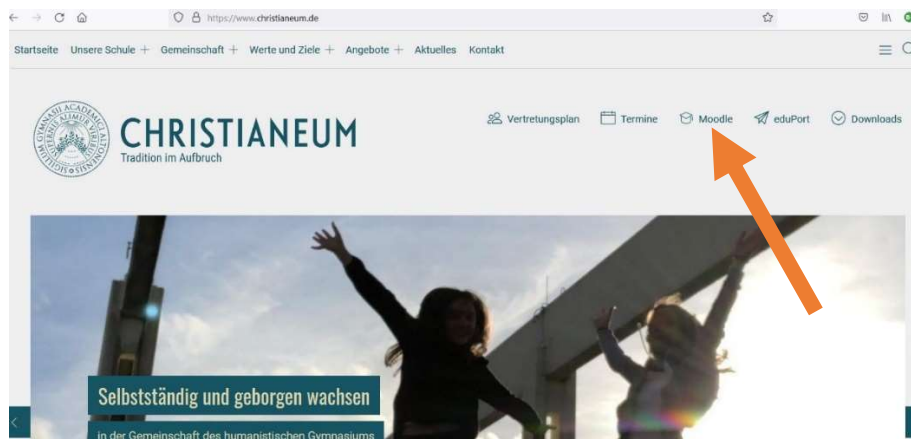 https://www.christianeum.de
Startseite Unsere Schule + Gemeinschaft + Werte und Ziele + Angebote + Aktuelles Kontakt
CHRISTIANEUM
Tradition im Aufbruch
Vertretungsplan Termine Moodle eduPort Downloads
Selbstständig und geborgen wachsen
in der Gemeinschaft des humanistischen Gymnasiums